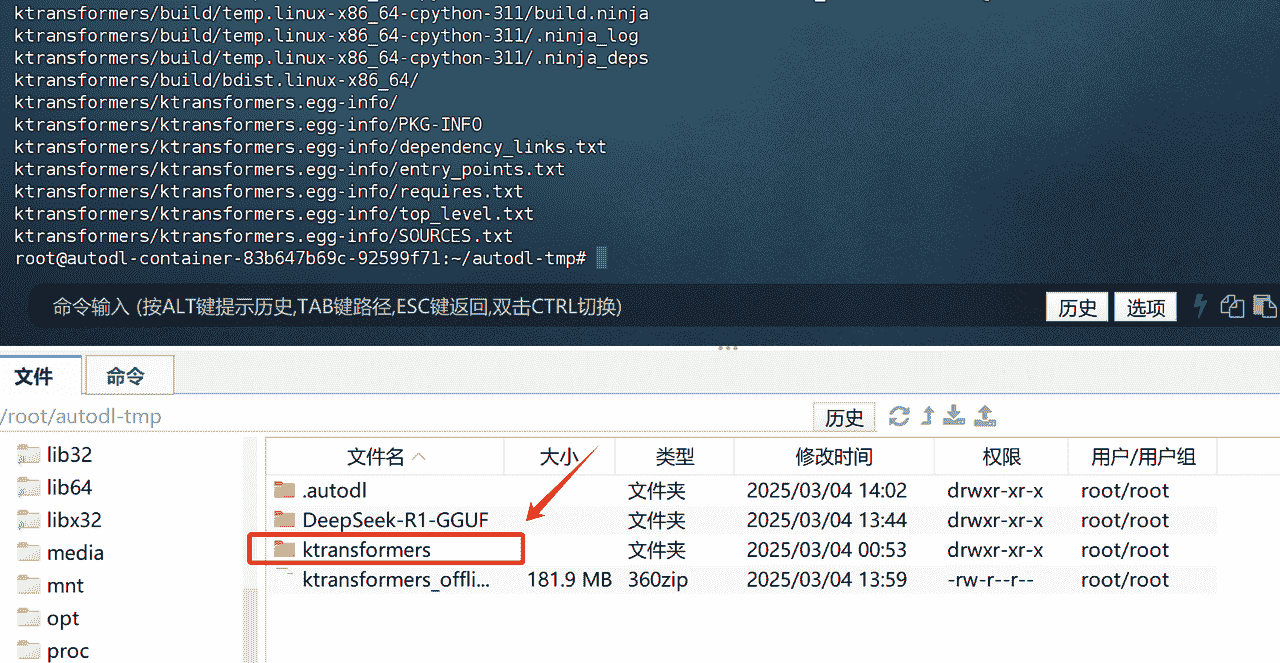 ktransformers/build/temp.linux-x86_64-cpython-311/build.ninja
ktransformers/build/temp.linux-x86_64-cpython-311/.ninja_log
ktransformers/build/temp.linux-x86_64-cpython-311/.ninja_deps
ktransformers/build/bdist.linux-x86_64/
ktransformers/ktransformers.egg-info/
ktransformers/ktransformers.egg-info/PKG-INFO
ktransformers/ktransformers.egg-info/dependency_links.txt
ktransformers/ktransformers.egg-info/entry_points.txt
ktransformers/ktransformers.egg-info/requires.txt
ktransformers/ktransformers.egg-info/top_level.txt
ktransformers/ktransformers.egg-info/SOURCES.txt
root@autodl-container-83b647b69c-92599f71:~/autodl-tmp#
命令输入 (按ALT键提示历史,TAB键路径,ESC键返回,双击CTRL切换) 历史 选项
文件 命令
/root/autodl-tmp 历史
lib32
lib64
libx32
media
mnt
opt
proc
文件名 大小 类型 修改时间 权限 用户/用户组
.autodl 文件夹 2025/03/04 14:02 drwxr-xr-x root/root
DeepSeek-R1-GGUF 文件夹 2025/03/04 13:44 drwxr-xr-x root/root
ktransformers 文件夹 2025/03/04 00:53 drwxr-xr-x root/root
ktransformers_offli... 181.9 MB 360zip 2025/03/04 13:59 -rw-r--r-- root/root